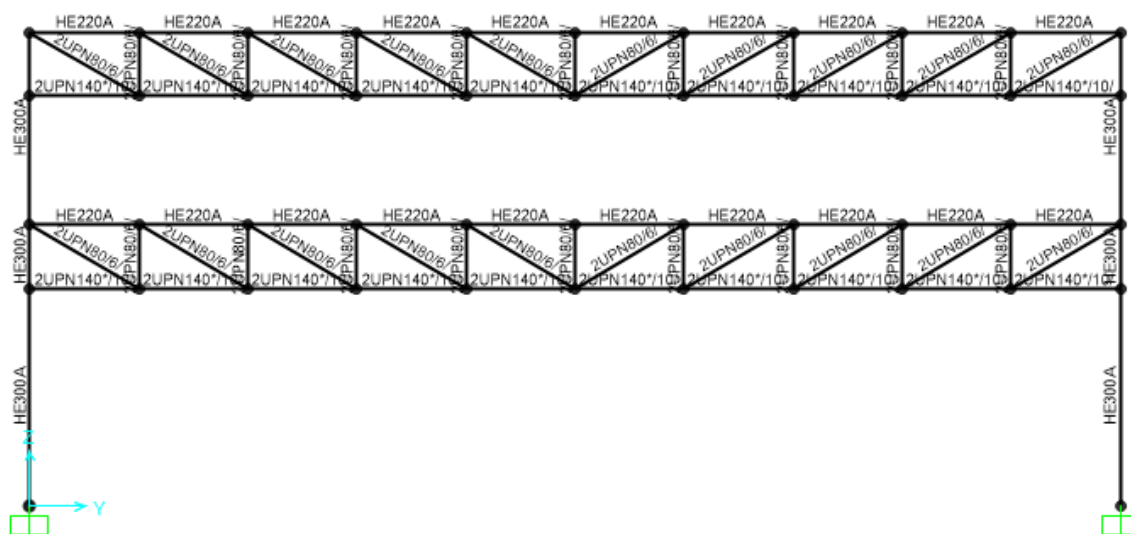 HE220A HE220A HE220A HE220A HE220A HE220A HE220A HE220A HE220A HE220A
2UPN80/6/ 2UPN80/6/ 2UPN80/6/ 2UPN80/6/ 2UPN80/6/ 2UPN80/6/ 2UPN80/6/ 2UPN80/6/ 2UPN80/6/ 2UPN80/6/
2UPN140*/10/ 2UPN140*/10/ 2UPN140*/10/ 2UPN140*/10/ 2UPN140*/10/ 2UPN140*/10/ 2UPN140*/10/ 2UPN140*/10/ 2UPN140*/10/ 2UPN140*/10/
HE300A HE300A
HE220A HE220A HE220A HE220A HE220A HE220A HE220A HE220A HE220A HE220A
2UPN80/6/ 2UPN80/6/ 2UPN80/6/ 2UPN80/6/ 2UPN80/6/ 2UPN80/6/ 2UPN80/6/ 2UPN80/6/ 2UPN80/6/ 2UPN80/6/
HE300A HE300A
2UPN140*/10/ 2UPN140*/10/ 2UPN140*/10/ 2UPN140*/10/ 2UPN140*/10/ 2UPN140*/10/ 2UPN140*/10/ 2UPN140*/10/ 2UPN140*/10/ 2UPN140*/10/
HE300A HE300A
Z
Y